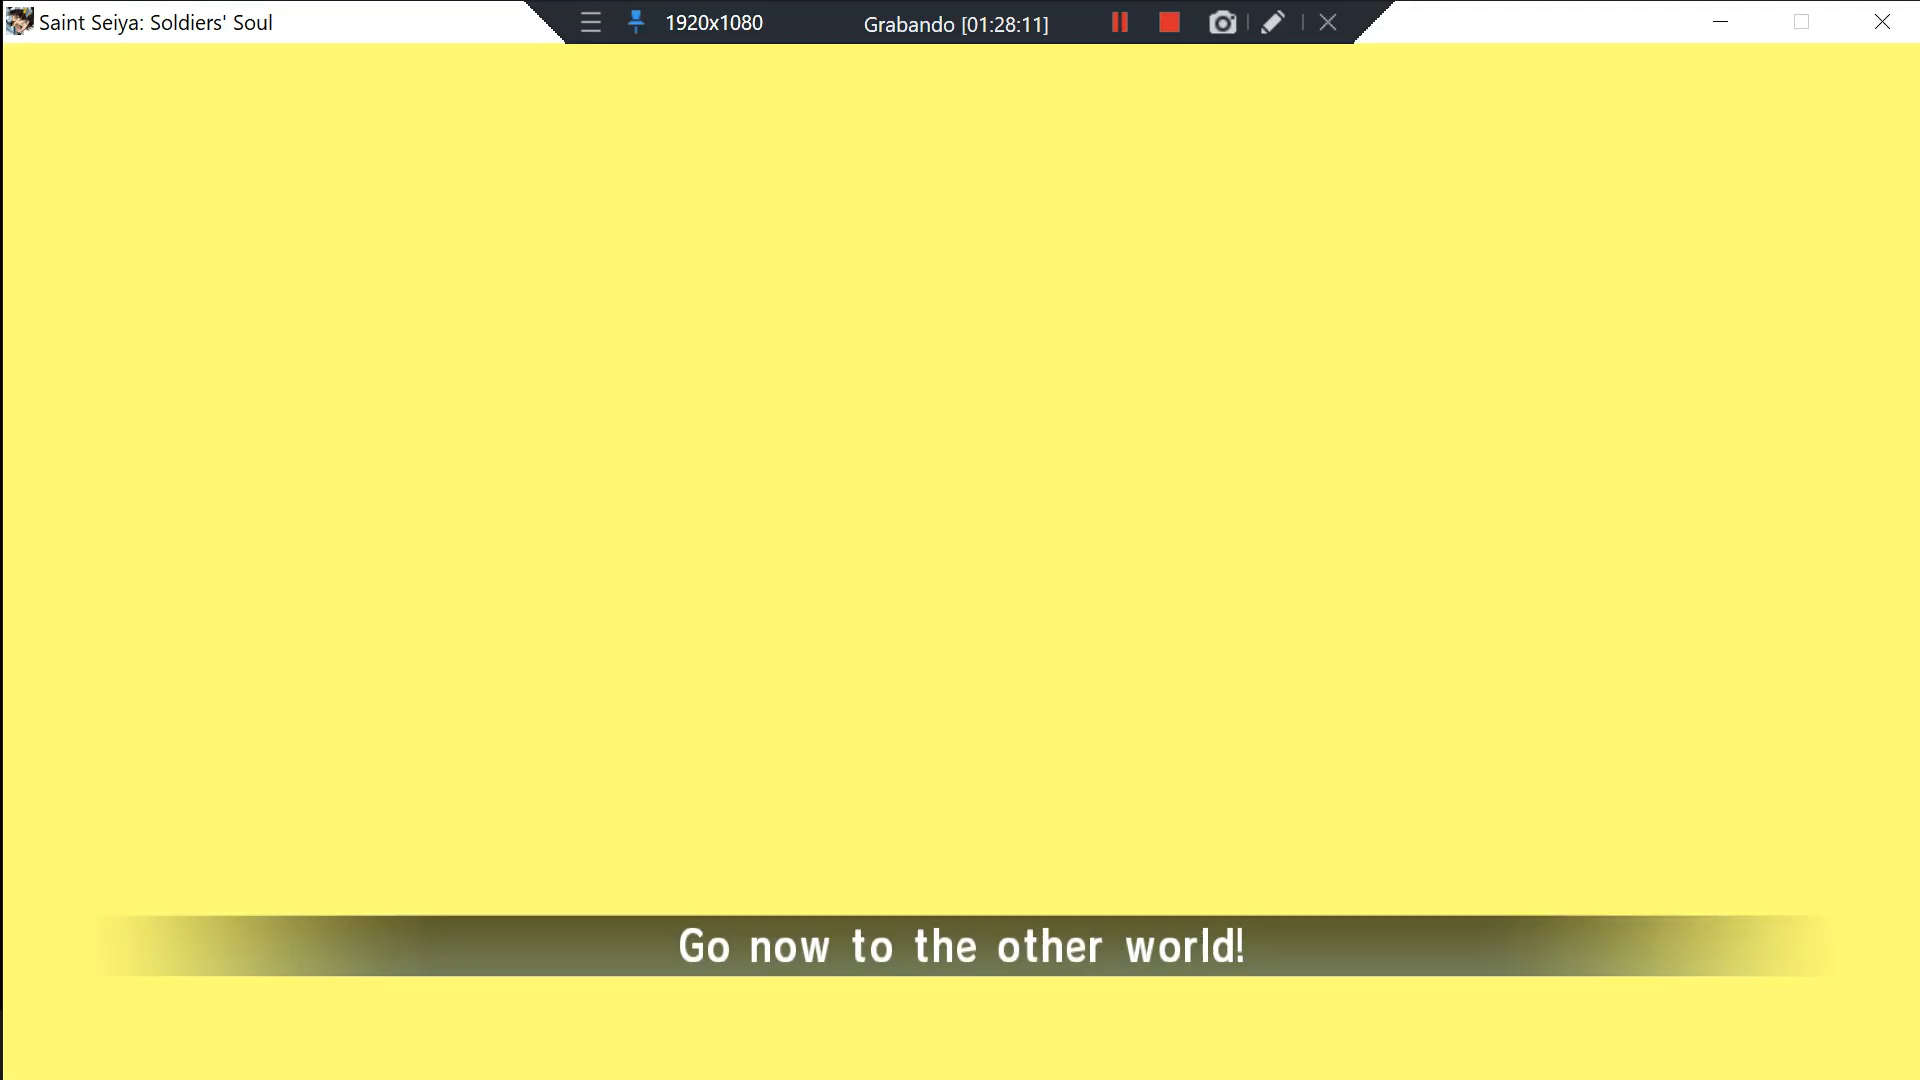 Saint Seiya: Soldiers' Soul
1920x1080
Grabando [01:28:11]
Go now to the other world!